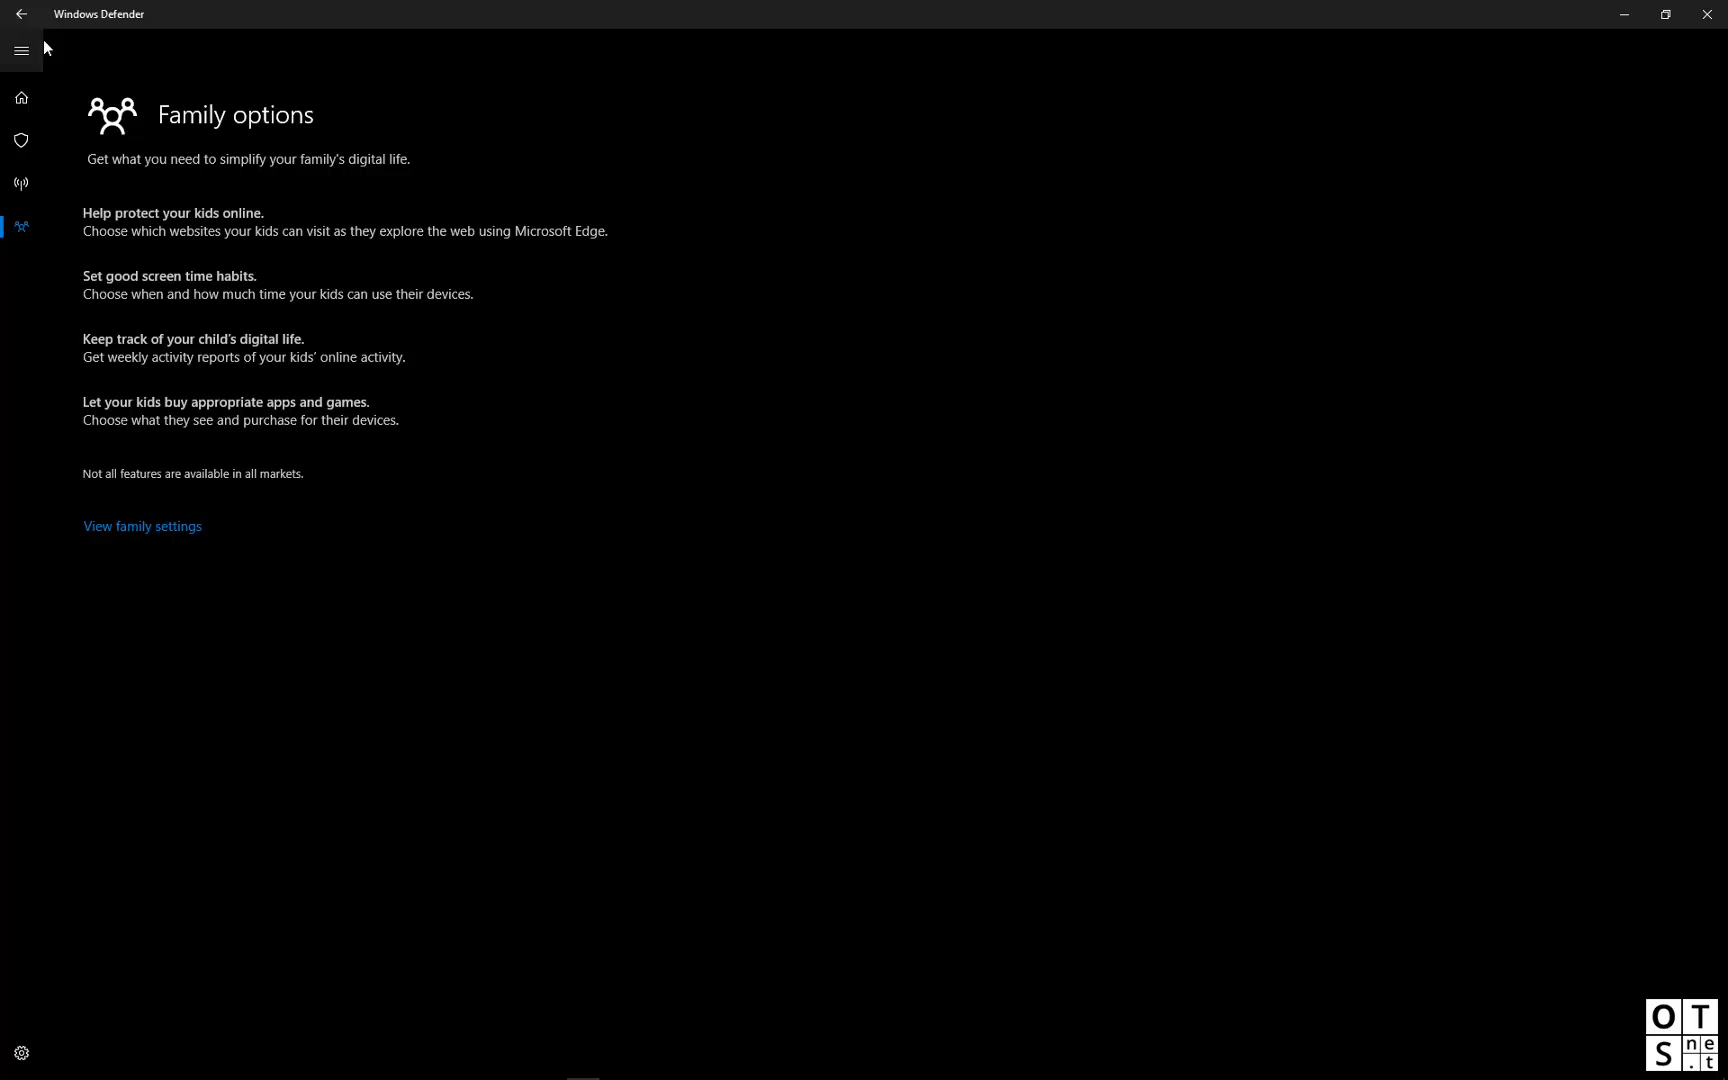 Windows Defender
Family options
Get what you need to simplify your family's digital life.
Help protect your kids online.
Choose which websites your kids can visit as they explore the web using Microsoft Edge.
Set good screen time habits.
Choose when and how much time your kids can use their devices.
Keep track of your child's digital life.
Get weekly activity reports of your kids’ online activity.
Let your kids buy appropriate apps and games.
Choose what they see and purchase for their devices.
Not all features are available in all markets.
View family settings
O T
S n e
. t